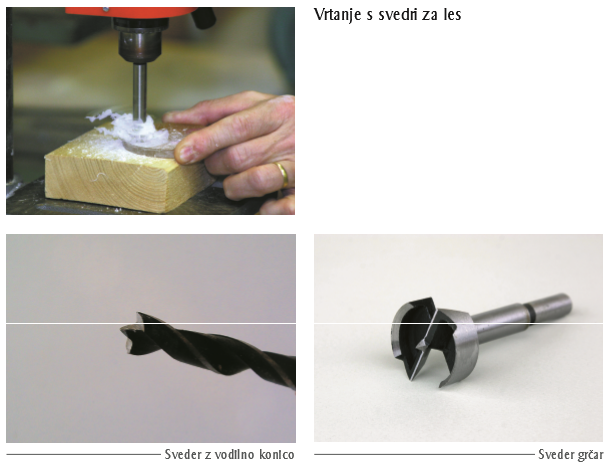 Vrtanje s svedri za les
Sveder z vodilno konico
Sveder grčar